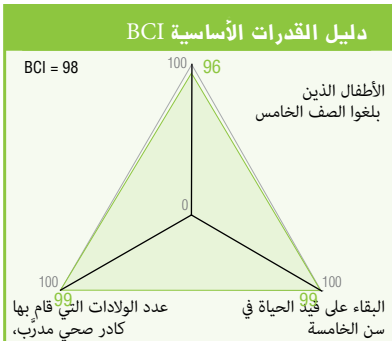 دليل القدرات الأساسية BCI
BCI = 98
100
96
الأطفال الذين
بلغوا الصف الخامس
0
100
99
100
99
البقاء على قيد الحياة في
سن الخامسة
عدد الولادات التي قام بها
كادر صحي مدرَّب،